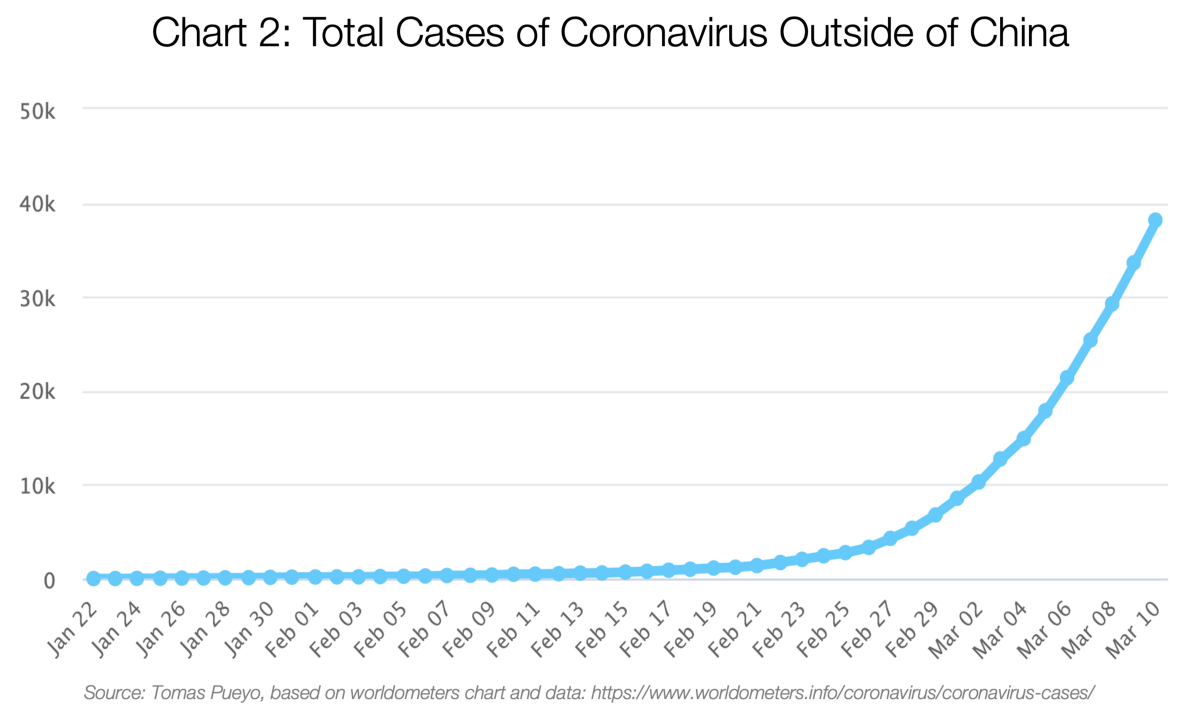 Chart 2: Total Cases of Coronavirus Outside of China
50k
40k
30k
20k
10k
0
Jan 22
Jan 24
Jan 26
Jan 28
Jan 30
Feb 01
Feb 03
Feb 05
Feb 07
Feb 09
Feb 11
Feb 13
Feb 15
Feb 17
Feb 19
Feb 21
Feb 23
Feb 25
Feb 27
Feb 29
Mar 02
Mar 04
Mar 06
Mar 08
Mar 10
Source: Tomas Pueyo, based on worldometers chart and data: https://www.worldometers.info/coronavirus/coronavirus-cases/